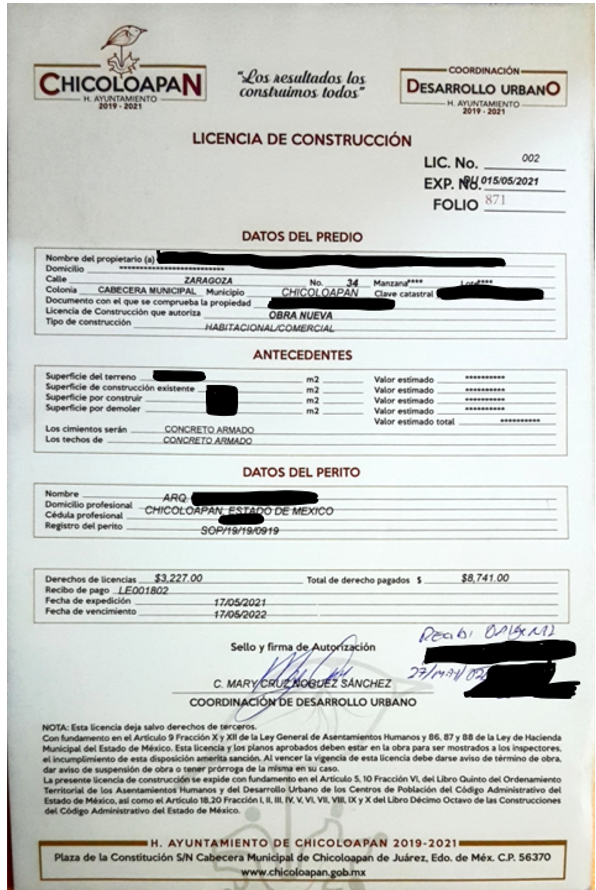 CHICOLOAPAN
H. AYUNTAMIENTO
2019 - 2021
"Los resultados los
construimos todos"
COORDINACIÓN
DESARROLLO URBANO
H. AYUNTAMIENTO
2019 - 2021
LICENCIA DE CONSTRUCCIÓN
LIC. No. 002
EXP. No. DU 015/05/2021
FOLIO 871
DATOS DEL PREDIO
Nombre del propietario (a)
Domicilio **************************
Calle ZARAGOZA No. 34 Manzana**** Lote****
Colonia CABECERA MUNICIPAL Municipio CHICOLOAPAN Clave catastral
Documento con el que se comprueba la propiedad
Licencia de Construcción que autoriza OBRA NUEVA
Tipo de construcción HABITACIONAL/COMERCIAL
ANTECEDENTES
Superficie del terreno m2 Valor estimado **********
Superficie de construcción existente m2 Valor estimado **********
Superficie por construir m2 Valor estimado **********
Superficie por demoler m2 Valor estimado **********
Valor estimado total **********
Los cimientos serán CONCRETO ARMADO
Los techos de CONCRETO ARMADO
DATOS DEL PERITO
Nombre ARQ.
Domicilio profesional CHICOLOAPAN, ESTADO DE MEXICO
Cédula profesional
Registro del perito SOP/19/19/0919
Derechos de licencias $3,227.00 Total de derecho pagados $ $8,741.00
Recibo de pago LE001802
Fecha de expedición 17/05/2021
Fecha de vencimiento 17/05/2022
Sello y firma de Autorización
Recibi Original
27/May/02
C. MARY CRUZ NOGUEZ SÁNCHEZ
COORDINACIÓN DE DESARROLLO URBANO
NOTA: Esta licencia deja salvo derechos de terceros.
Con fundamento en el Artículo 9 Fracción X y XII de la Ley General de Asentamientos Humanos y 86, 87 y 88 de la Ley de Hacienda
Municipal del Estado de México. Esta licencia y los planos aprobados deben estar en la obra para ser mostrados a los inspectores,
el incumplimiento de esta disposición amerita sanción. Al vencer la vigencia de esta licencia debe darse aviso de término de obra,
dar aviso de suspensión de obra o tener prórroga de la misma en su caso.
La presente licencia de construcción se expide con fundamento en el Artículo 5, 10 Fracción VI, del Libro Quinto del Ordenamiento
Territorial de los Asentamientos Humanos y del Desarrollo Urbano de los Centros de Población del Código Administrativo del
Estado de México, así como el Artículo 18,20 Fracción I, II, III, IV, V, VI, VII, VIII, IX y X del Libro Décimo Octavo de las Construcciones
del Código Administrativo del Estado de México.
H. AYUNTAMIENTO DE CHICOLOAPAN 2019-2021
Plaza de la Constitución S/N Cabecera Municipal de Chicoloapan de Juárez, Edo. de Méx. C.P. 56370
www.chicoloapan.gob.mx